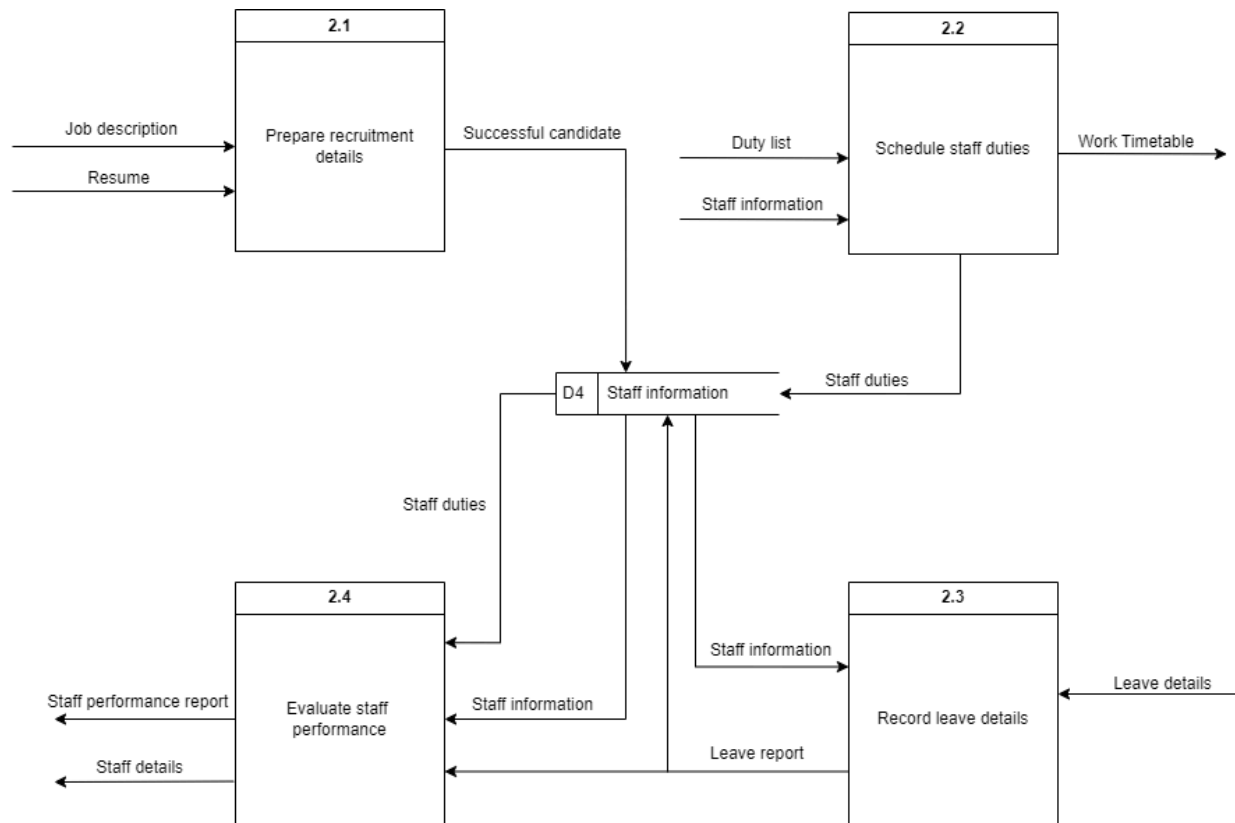 2.1
2.2
Job description
Prepare recruitment
details
Successful candidate
Resume
Duty list
Schedule staff duties
Work Timetable
Staff information
D4
Staff information
Staff duties
Staff duties
2.4
2.3
Staff information
Leave details
Staff performance report
Evaluate staff
performance
Staff information
Record leave details
Leave report
Staff details